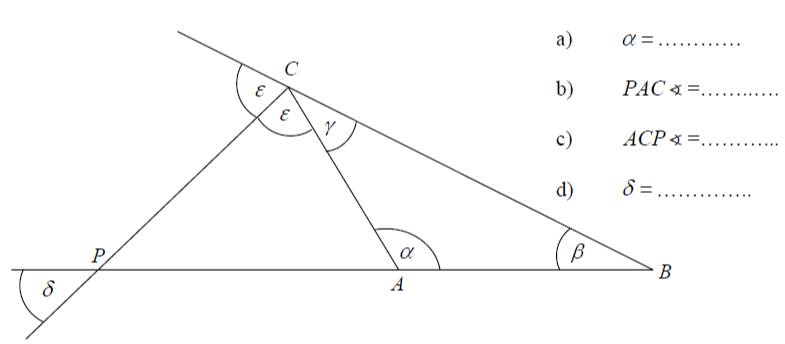 C
ε
ε
γ
P
δ
α
A
β
B
a) α = …………
b) PAC ∢ =………….
c) ACP ∢ =………...
d) δ = …………..